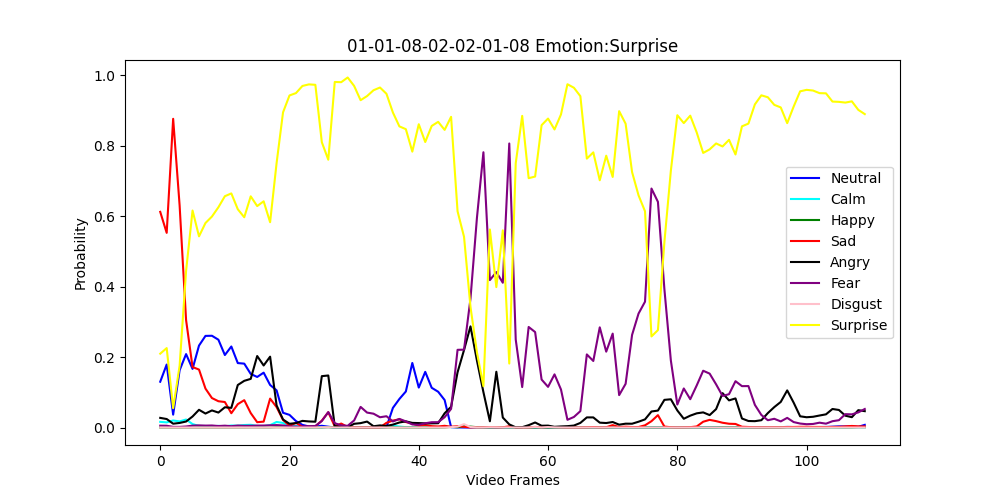 01-01-08-02-02-01-08 Emotion:Surprise
1.0
0.8
0.6
0.4
0.2
0.0
Probability
0
20
40
60
80
100
Video Frames
Neutral
Calm
Happy
Sad
Angry
Fear
Disgust
Surprise